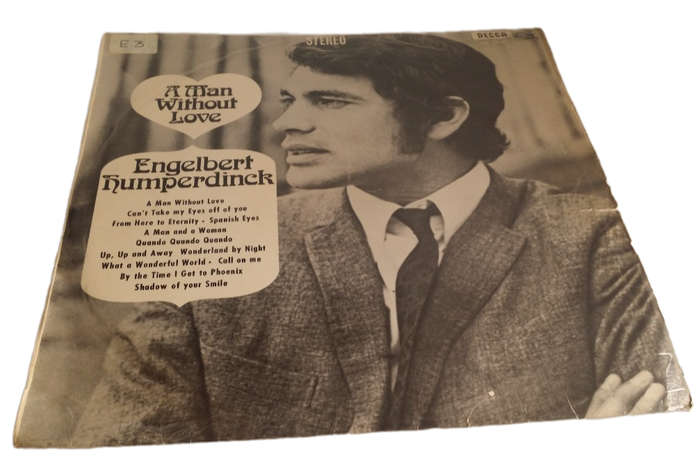 E 25
STEREO
DECCA
A Man
Without
Love
Engelbert
Humperdinck
A Man Without Love
Can't Take my Eyes off of you
From Here to Eternity - Spanish Eyes
A Man and a Woman
Quando Quando Quando
Up, Up and Away Wonderland by Night
What a Wonderful World - Call on me
By the Time I Get to Phoenix
Shadow of your Smile